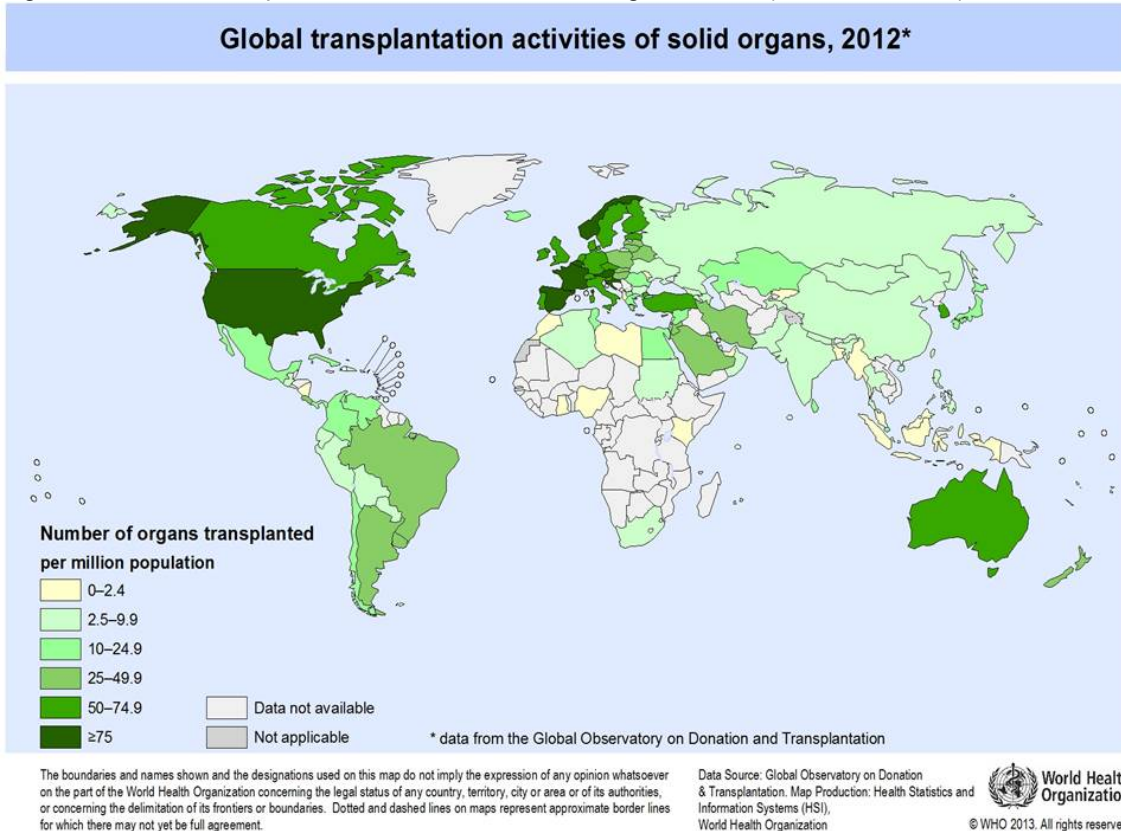 Global transplantation activities of solid organs, 2012*
Number of organs transplanted
per million population
0–2.4
2.5–9.9
10–24.9
25–49.9
50–74.9
≥75
Data not available
Not applicable
* data from the Global Observatory on Donation and Transplantation
The boundaries and names shown and the designations used on this map do not imply the expression of any opinion whatsoever
on the part of the World Health Organization concerning the legal status of any country, territory, city or area or of its authorities,
or concerning the delimitation of its frontiers or boundaries. Dotted and dashed lines on maps represent approximate border lines
for which there may not yet be full agreement.
Data Source: Global Observatory on Donation
& Transplantation. Map Production: Health Statistics and
Information Systems (HSI),
World Health Organization
World Healt
Organizatio
© WHO 2013. All rights reserve